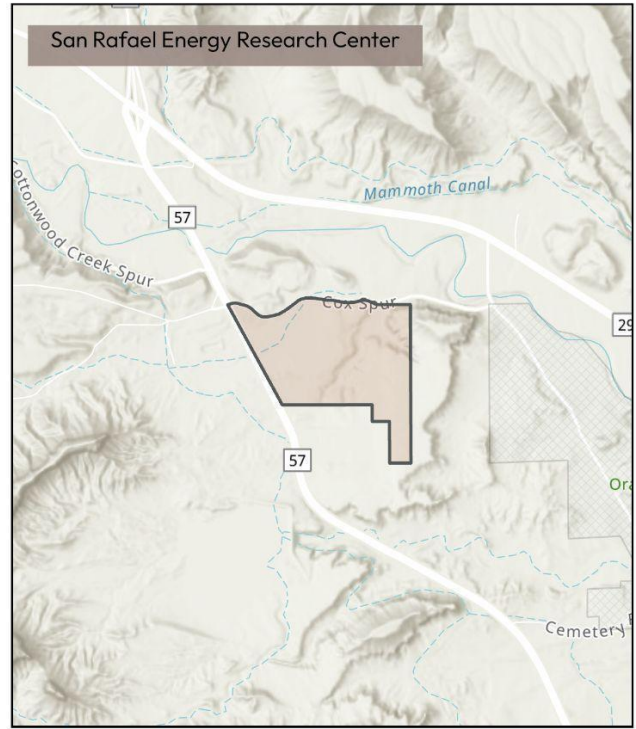 San Rafael Energy Research Center
Mammoth Canal
57
Cottonwood Creek Spur
Cox Spur
29
57
Ora
Cemetery